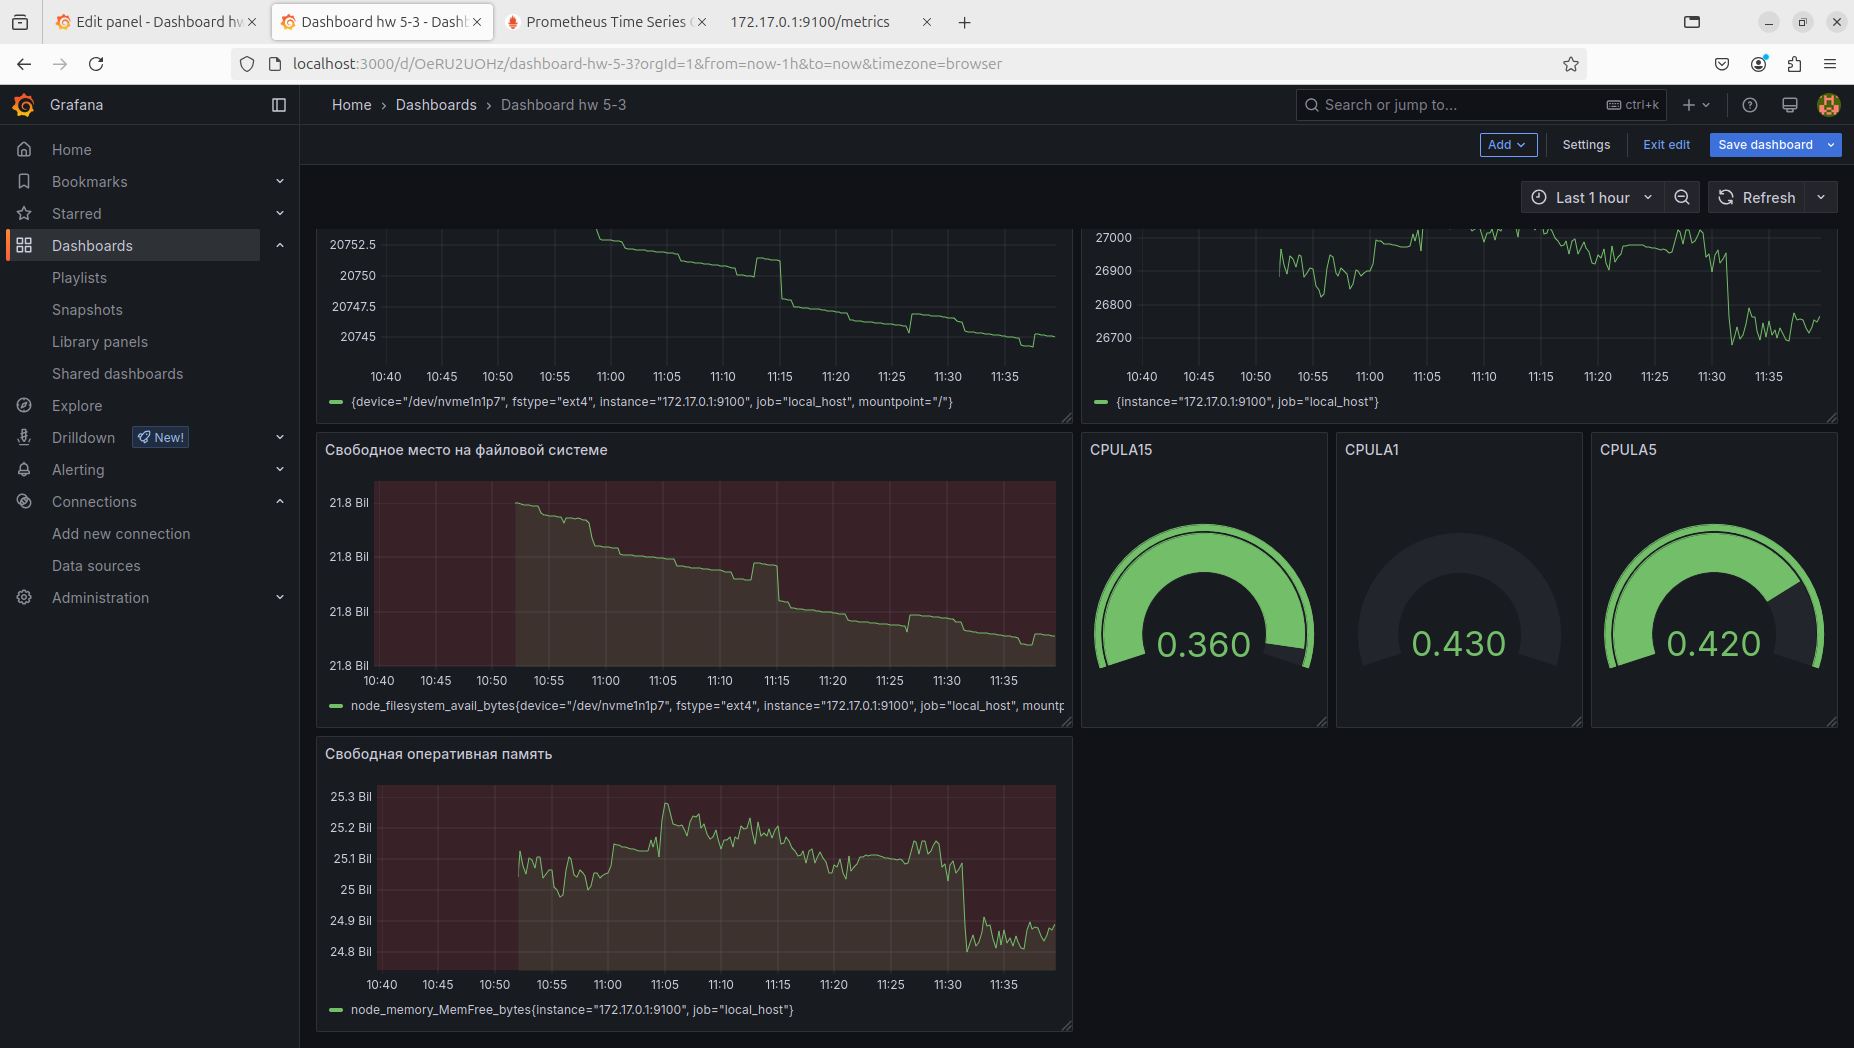 Edit panel - Dashboard hw
Dashboard hw 5-3 - Dashb
Prometheus Time Series
172.17.0.1:9100/metrics
localhost:3000/d/OeRU2UOHz/dashboard-hw-5-3?orgId=1&from=now-1h&to=now&timezone=browser
Grafana
Home › Dashboards › Dashboard hw 5-3
Search or jump to...
ctrl+k
Add
Settings
Exit edit
Save dashboard
Last 1 hour
Refresh
Home
Bookmarks
Starred
Dashboards
Playlists
Snapshots
Library panels
Shared dashboards
Explore
Drilldown
New!
Alerting
Connections
Add new connection
Data sources
Administration
20752.5
20750
20747.5
20745
10:40 10:45 10:50 10:55 11:00 11:05 11:10 11:15 11:20 11:25 11:30 11:35
{device="/dev/nvme1n1p7", fstype="ext4", instance="172.17.0.1:9100", job="local_host", mountpoint="/"}
27000
26900
26800
26700
10:40 10:45 10:50 10:55 11:00 11:05 11:10 11:15 11:20 11:25 11:30 11:35
{instance="172.17.0.1:9100", job="local_host"}
Свободное место на файловой системе
21.8 Bil
21.8 Bil
21.8 Bil
21.8 Bil
10:40 10:45 10:50 10:55 11:00 11:05 11:10 11:15 11:20 11:25 11:30 11:35
node_filesystem_avail_bytes{device="/dev/nvme1n1p7", fstype="ext4", instance="172.17.0.1:9100", job="local_host", mountp
CPULA15
0.360
CPULA1
0.430
CPULA5
0.420
Свободная оперативная память
25.3 Bil
25.2 Bil
25.1 Bil
25 Bil
24.9 Bil
24.8 Bil
10:40 10:45 10:50 10:55 11:00 11:05 11:10 11:15 11:20 11:25 11:30 11:35
node_memory_MemFree_bytes{instance="172.17.0.1:9100", job="local_host"}